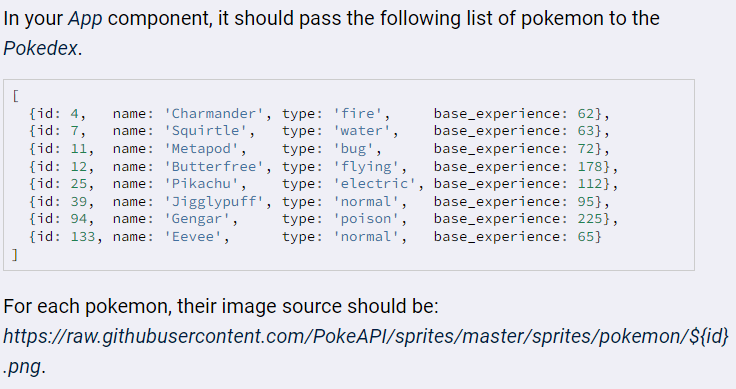 In your App component, it should pass the following list of pokemon to the
Pokedex.
[
  {id: 4,   name: 'Charmander', type: 'fire',     base_experience: 62},
  {id: 7,   name: 'Squirtle',   type: 'water',    base_experience: 63},
  {id: 11,  name: 'Metapod',    type: 'bug',      base_experience: 72},
  {id: 12,  name: 'Butterfree', type: 'flying',   base_experience: 178},
  {id: 25,  name: 'Pikachu',    type: 'electric', base_experience: 112},
  {id: 39,  name: 'Jigglypuff', type: 'normal',   base_experience: 95},
  {id: 94,  name: 'Gengar',     type: 'poison',   base_experience: 225},
  {id: 133, name: 'Eevee',      type: 'normal',   base_experience: 65}
]
For each pokemon, their image source should be:
https://raw.githubusercontent.com/PokeAPI/sprites/master/sprites/pokemon/${id}
.png.